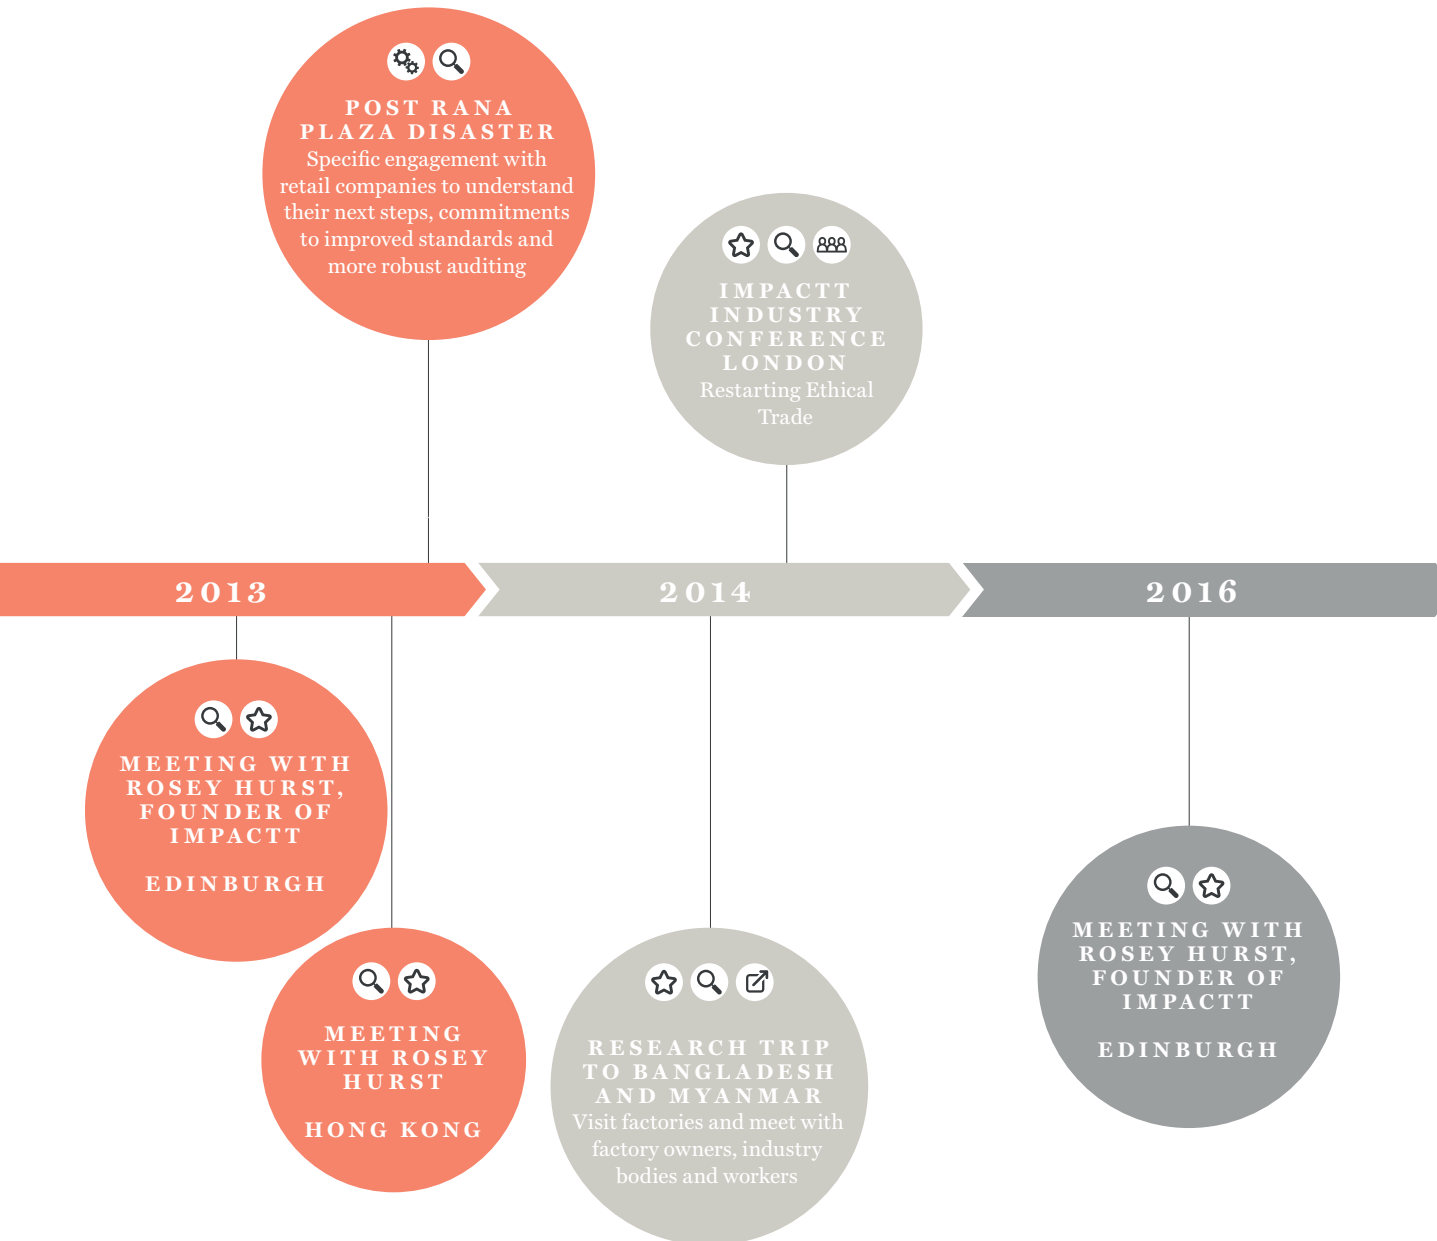 POST RANA
PLAZA DISASTER
Specific engagement with
retail companies to understand
their next steps, commitments
to improved standards and
more robust auditing
IMPACTT
INDUSTRY
CONFERENCE
LONDON
Restarting Ethical
Trade
2013
2014
2016
MEETING WITH
ROSEY HURST,
FOUNDER OF
IMPACTT
EDINBURGH
MEETING
WITH ROSEY
HURST
HONG KONG
RESEARCH TRIP
TO BANGLADESH
AND MYANMAR
Visit factories and meet with
factory owners, industry
bodies and workers
MEETING WITH
ROSEY HURST,
FOUNDER OF
IMPACTT
EDINBURGH